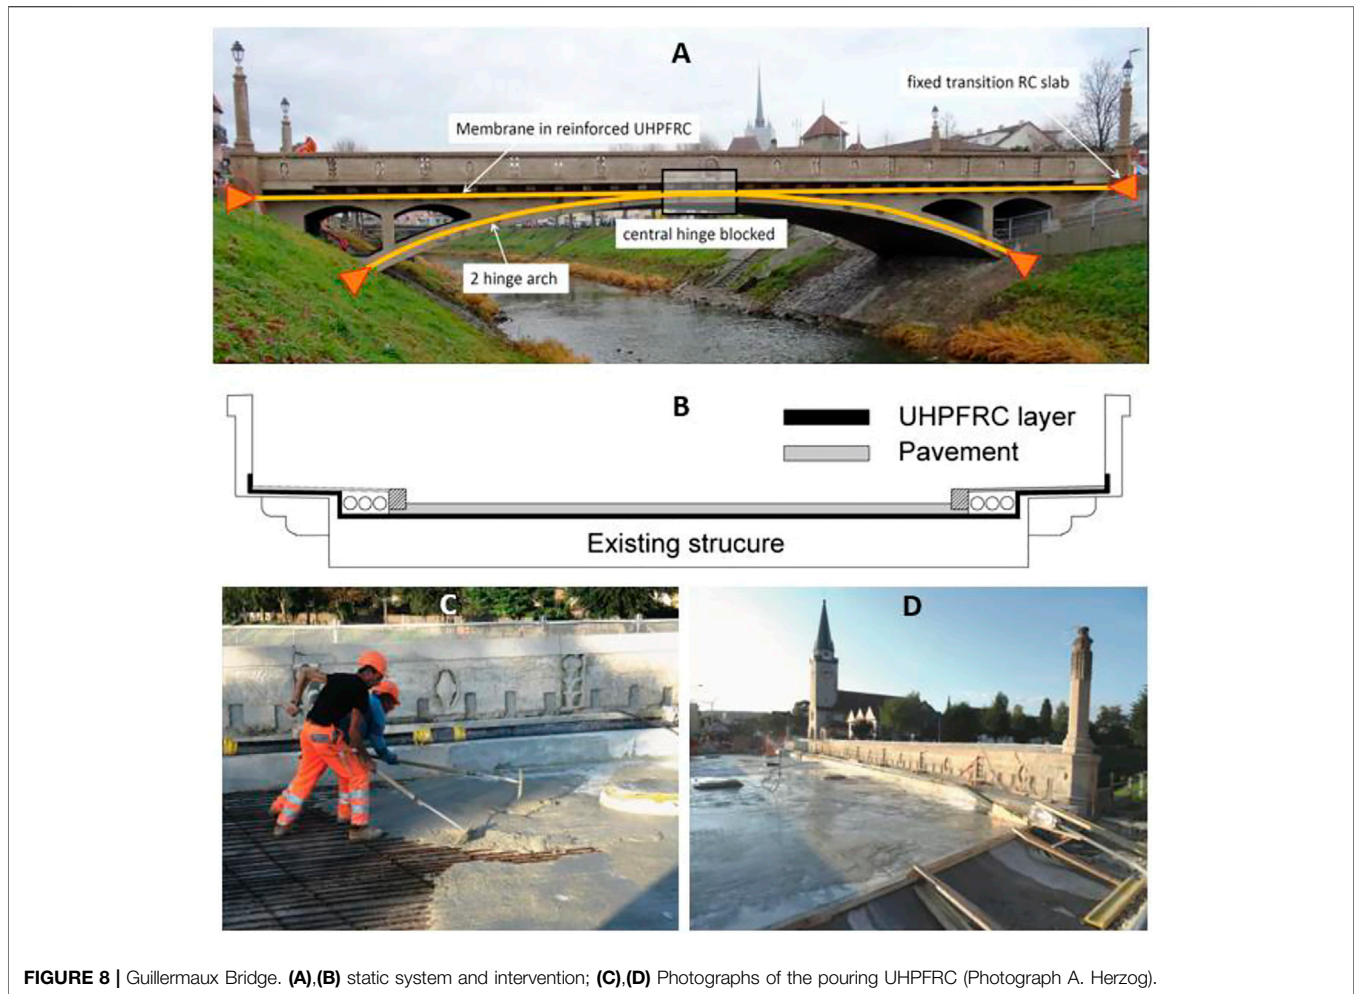 A
fixed transition RC slab
Membrane in reinforced UHPFRC
central hinge blocked
2 hinge arch
B
UHPFRC layer
Pavement
Existing strucure
C
D
FIGURE 8 | Guillermaux Bridge. (A),(B) static system and intervention; (C),(D) Photographs of the pouring UHPFRC (Photograph A. Herzog).